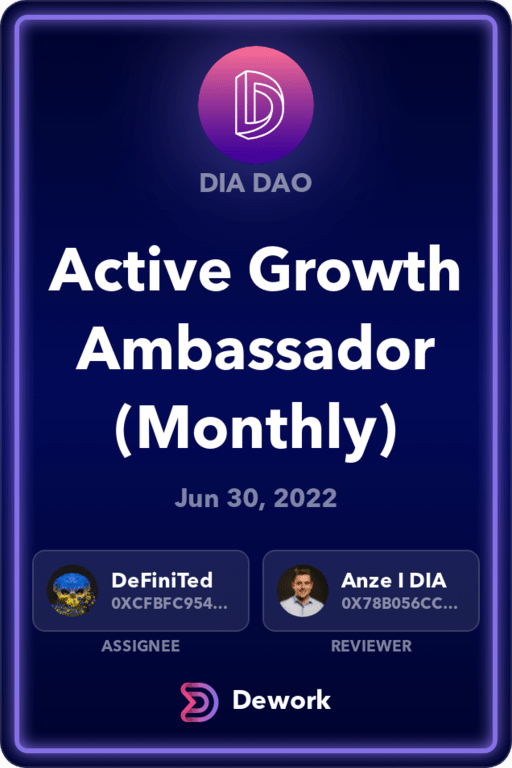 DIA DAO
Active Growth
Ambassador
(Monthly)
Jun 30, 2022
DeFiniTed
0XCFBFC954...
ASSIGNEE
Anze I DIA
0X78B056CC...
REVIEWER
Dework